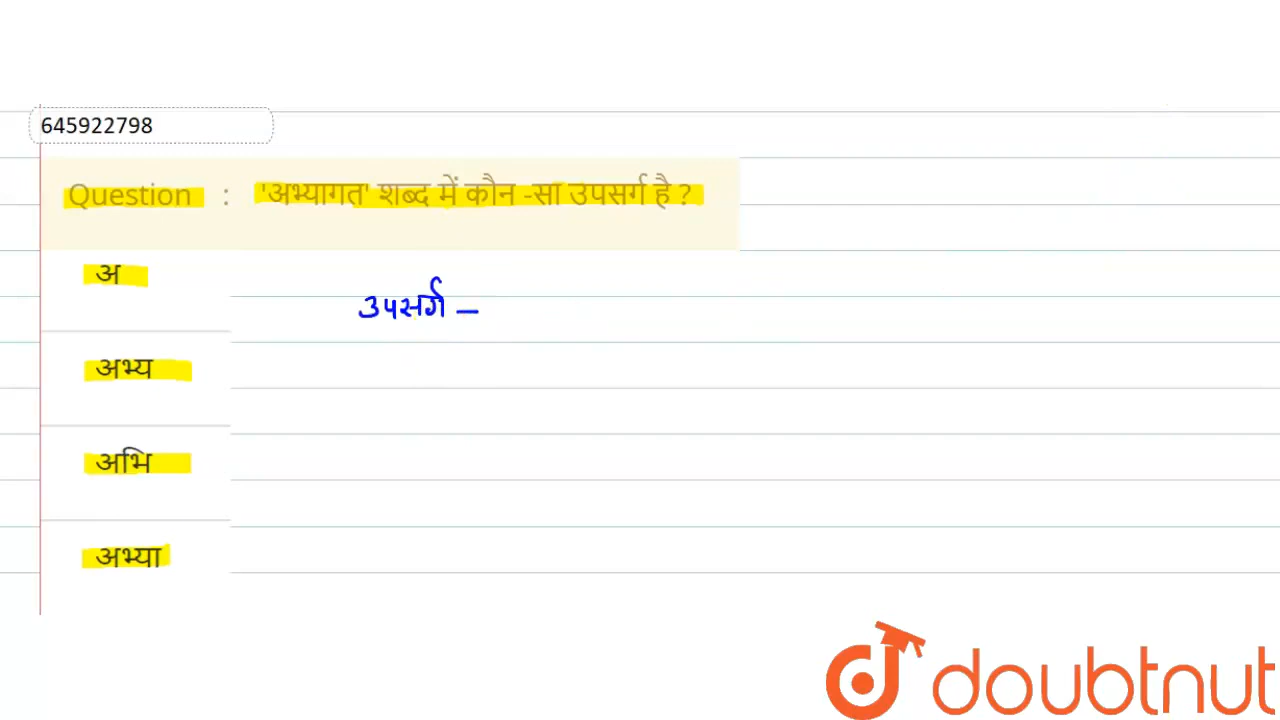 645922798
Question : 'अभ्यागत' शब्द में कौन -सा उपसर्ग है ?
अ
उपसर्ग –
अभ्य
अभि
अभ्या
doubtnut